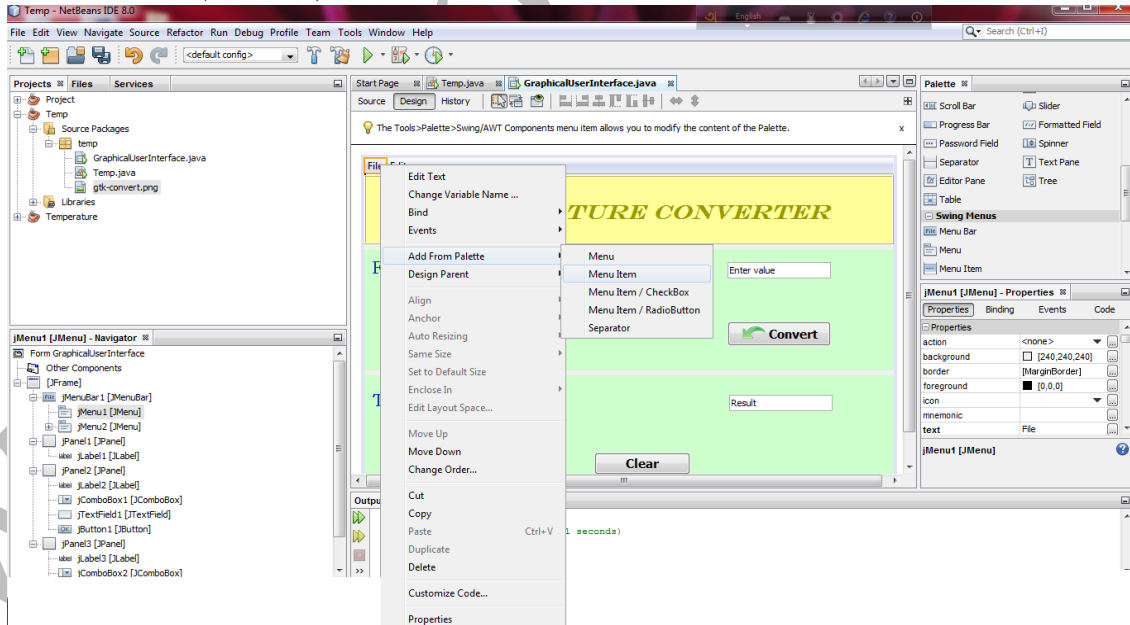 Temp - NetBeans IDE 8.0
English
File Edit View Navigate Source Refactor Run Debug Profile Team Tools Window Help
Search (Ctrl+I)
<default config>
Projects Files Services
Project
Temp
Source Packages
temp
GraphicalUserInterface.java
Temp.java
gtk-convert.png
Libraries
Temperature
Start Page Temp.java GraphicalUserInterface.java
Source Design History
The Tools>Palette>Swing/AWT Components menu item allows you to modify the content of the Palette. x
File
TURE CONVERTER
Enter value
Convert
Result
Clear
Edit Text
Change Variable Name ...
Bind
Events
Add From Palette
Design Parent
Align
Anchor
Auto Resizing
Same Size
Set to Default Size
Enclose In
Edit Layout Space...
Move Up
Move Down
Change Order...
Cut
Copy
Paste Ctrl+V
Duplicate
Delete
Customize Code...
Properties
Menu
Menu Item
Menu Item / CheckBox
Menu Item / RadioButton
Separator
Palette
Scroll Bar Slider
Progress Bar Formatted Field
Password Field Spinner
Separator Text Pane
Editor Pane Tree
Table
Swing Menus
Menu Bar
Menu
Menu Item
jMenu1 [JMenu] - Properties
Properties Binding Events Code
Properties
action <none>
background [240,240,240]
border [MarginBorder]
foreground [0,0,0]
icon
mnemonic
text File
jMenu1 [JMenu]
jMenu1 [JMenu] - Navigator
Form GraphicalUserInterface
Other Components
[JFrame]
jMenuBar1 [JMenuBar]
jMenu1 [JMenu]
jMenu2 [JMenu]
jPanel1 [JPanel]
jLabel1 [JLabel]
jPanel2 [JPanel]
jLabel2 [JLabel]
jComboBox1 [JComboBox]
jTextField1 [JTextField]
jButton1 [JButton]
jPanel3 [JPanel]
jLabel3 [JLabel]
jComboBox2 [JComboBox]
Outpu
seconds)